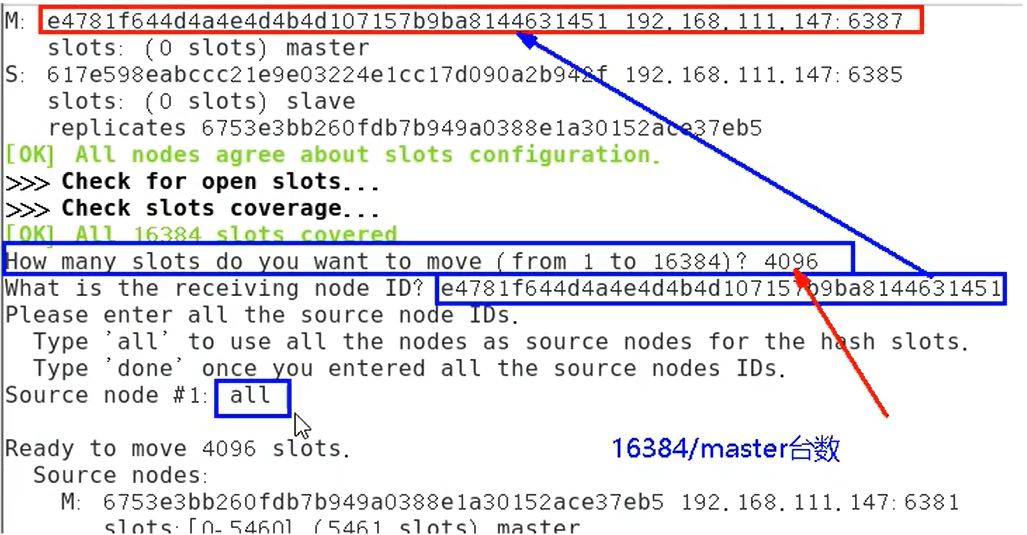 M: e4781f644d4a4e4d4b4d107157b9ba8144631451 192.168.111.147:6387
slots: (0 slots) master
S: 617e598eabccc21e9e03224e1cc17d090a2b942f 192.168.111.147:6385
slots: (0 slots) slave
replicates 6753e3bb260fdb7b949a0388e1a30152ace37eb5
[OK] All nodes agree about slots configuration.
>>> Check for open slots...
>>> Check slots coverage...
[OK] All 16384 slots covered
How many slots do you want to move (from 1 to 16384)? 4096
What is the receiving node ID? e4781f644d4a4e4d4b4d107157b9ba8144631451
Please enter all the source node IDs.
Type 'all' to use all the nodes as source nodes for the hash slots.
Type 'done' once you entered all the source nodes IDs.
Source node #1: all
Ready to move 4096 slots.
16384/master台数
Source nodes:
M: 6753e3bb260fdb7b949a0388e1a30152ace37eb5 192.168.111.147:6381
slots:[0-5460] (5461 slots) master